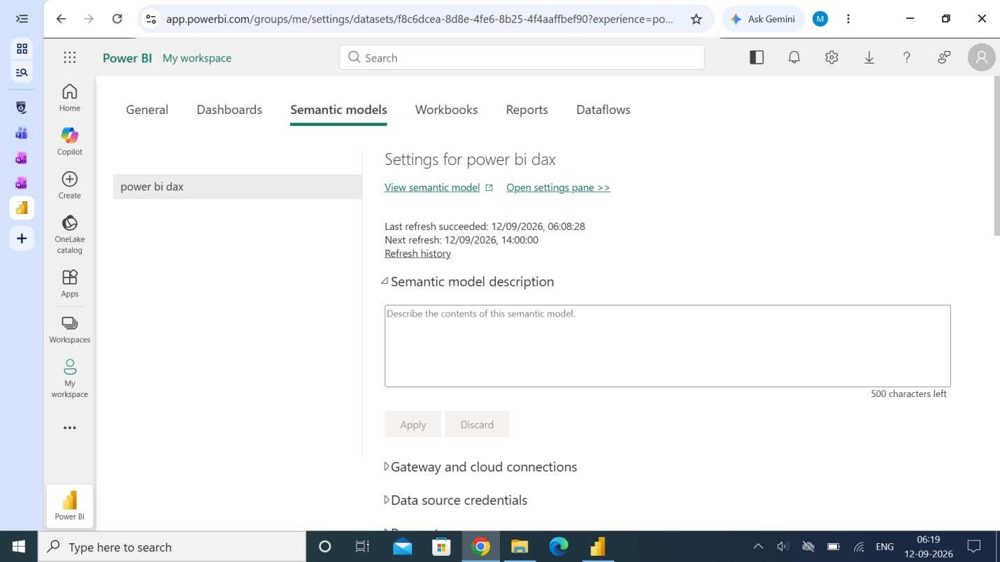 app.powerbi.com/groups/me/settings/datasets/f8c6dcea-8d8e-4fe6-8b25-4f4aaffbef90?experience=po...
Ask Gemini
M
Power BI
My workspace
Search
Home
Copilot
Create
OneLake
catalog
Apps
Workspaces
My
workspace
Power BI
General
Dashboards
Semantic models
Workbooks
Reports
Dataflows
power bi dax
Settings for power bi dax
View semantic model
Open settings pane >>
Last refresh succeeded: 12/09/2026, 06:08:28
Next refresh: 12/09/2026, 14:00:00
Refresh history
Semantic model description
Describe the contents of this semantic model.
500 characters left
Apply
Discard
Gateway and cloud connections
Data source credentials
Type here to search
ENG
06:19
12-09-2026